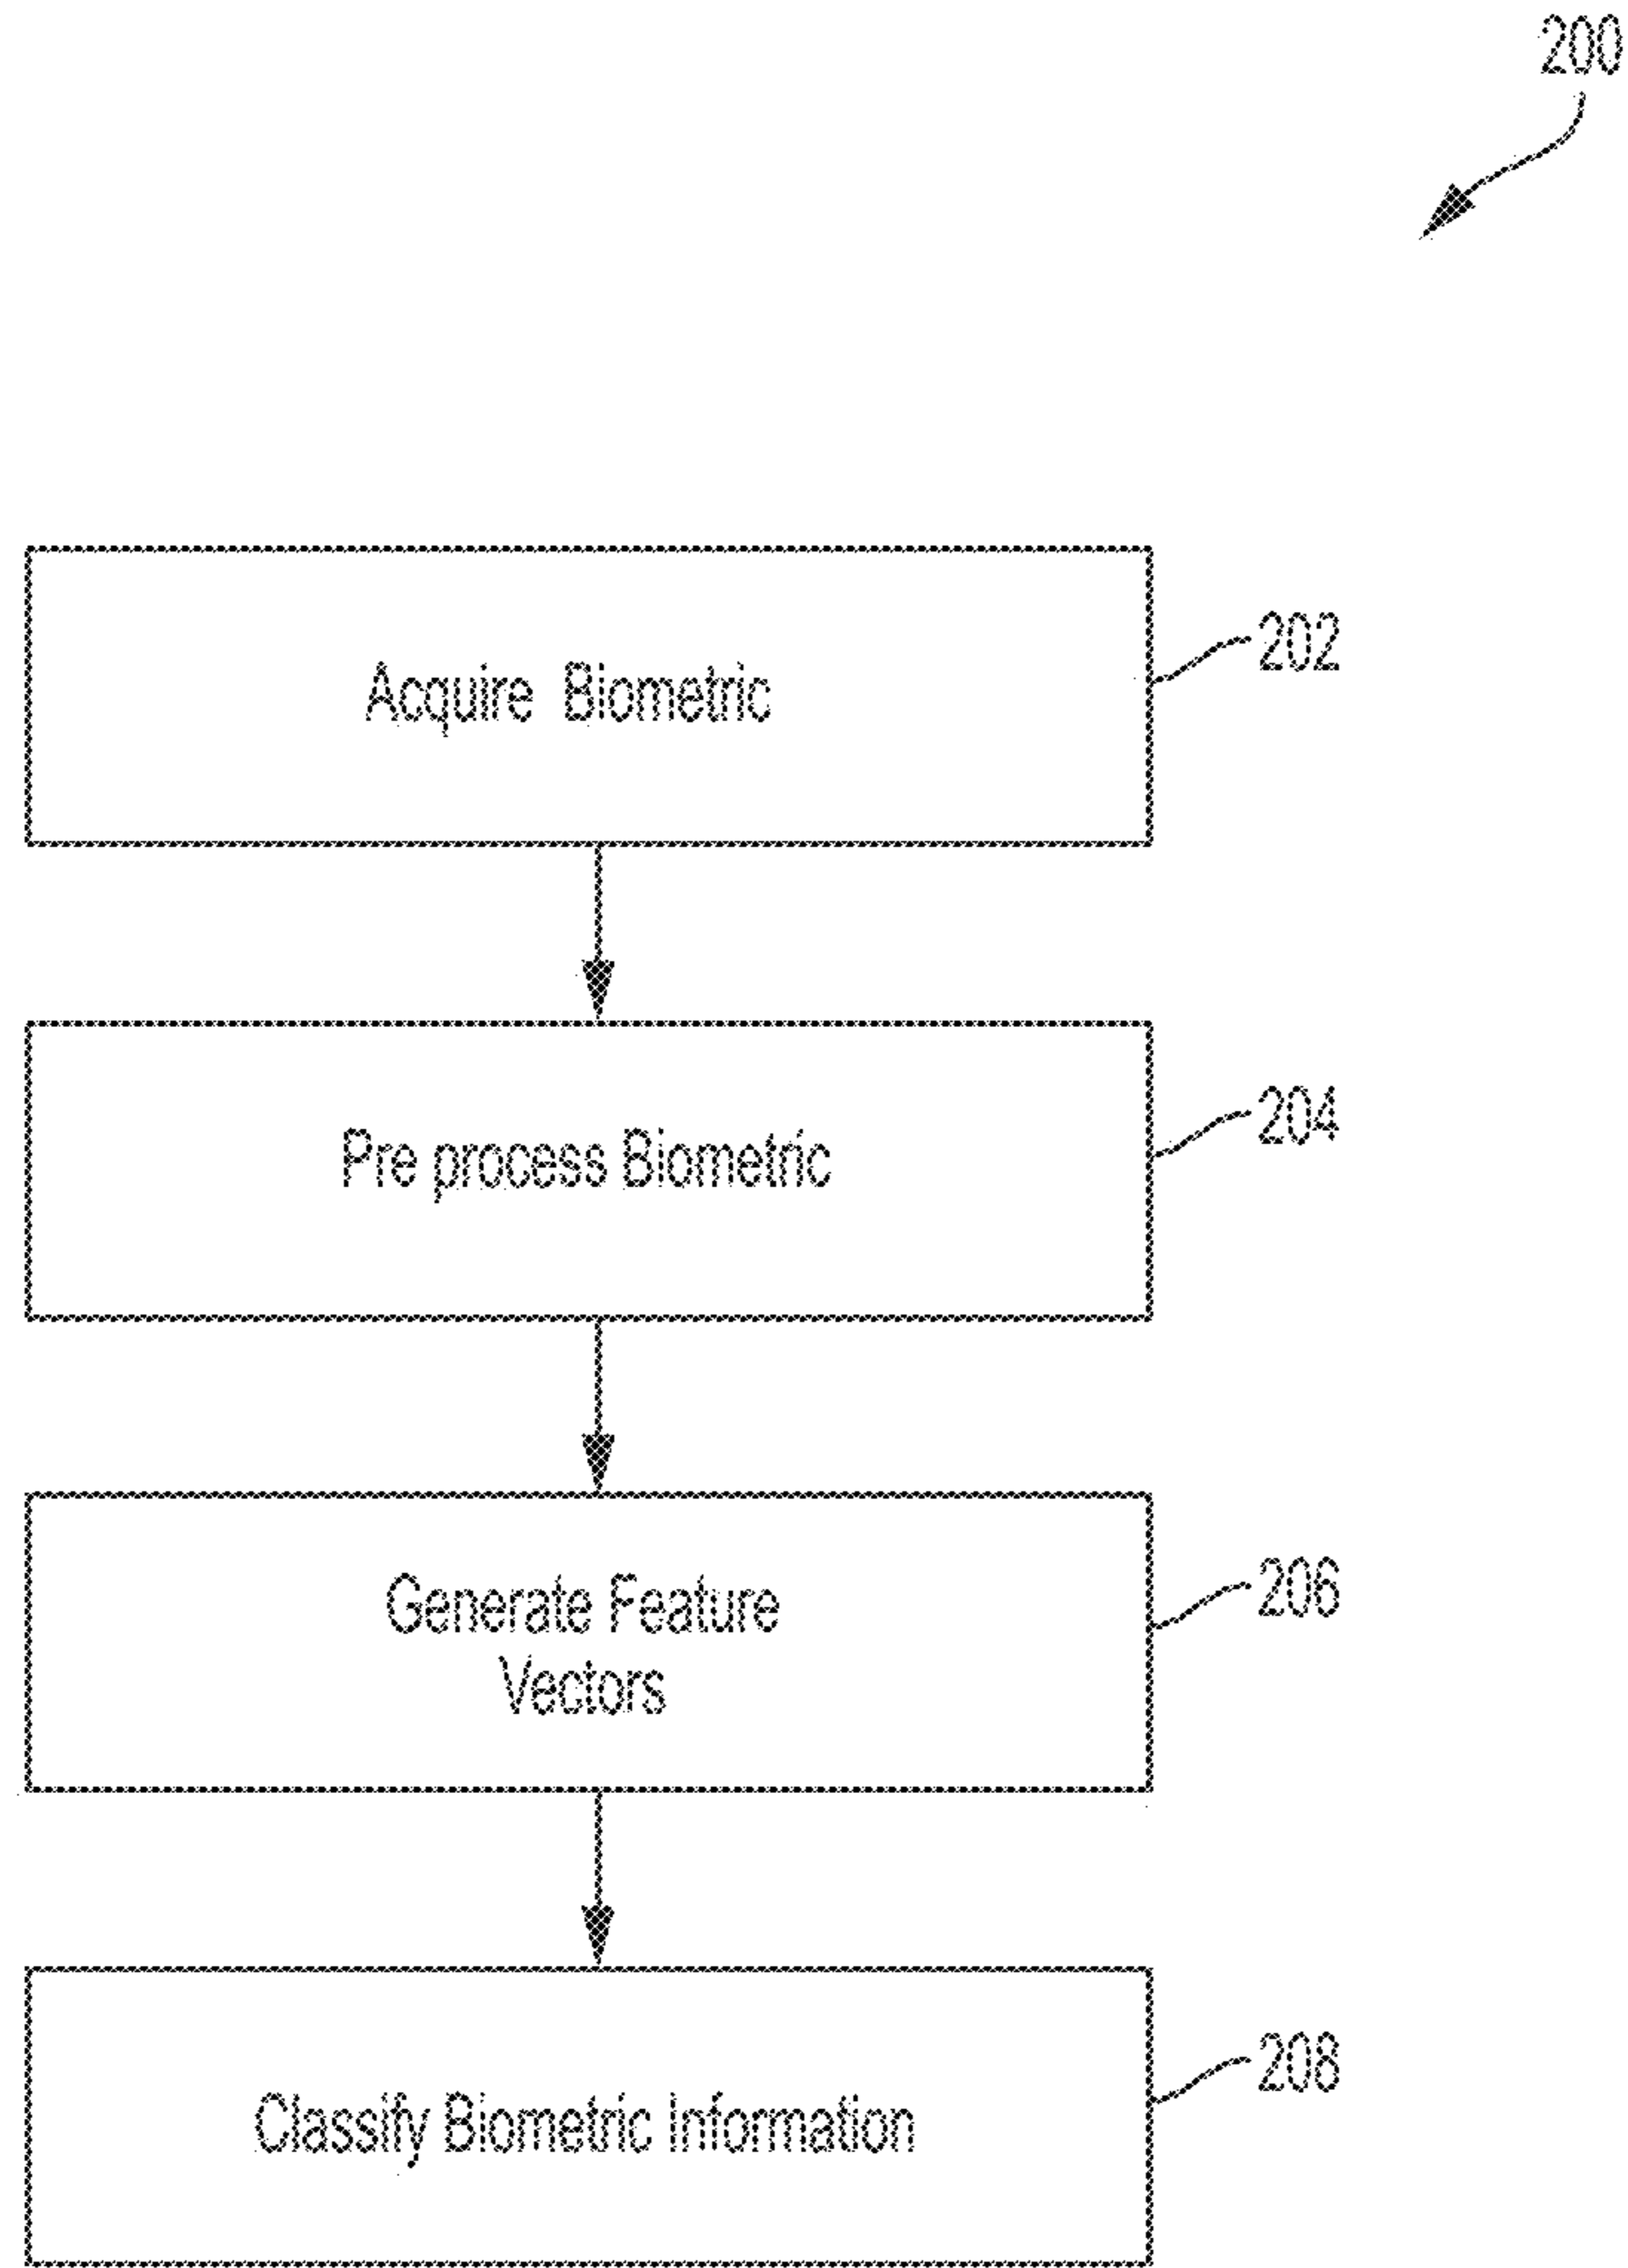 200
Acquire Biometric
202
Pre process Biometric
204
Generate Feature
Vectors
206
Classify Biometric Information
208